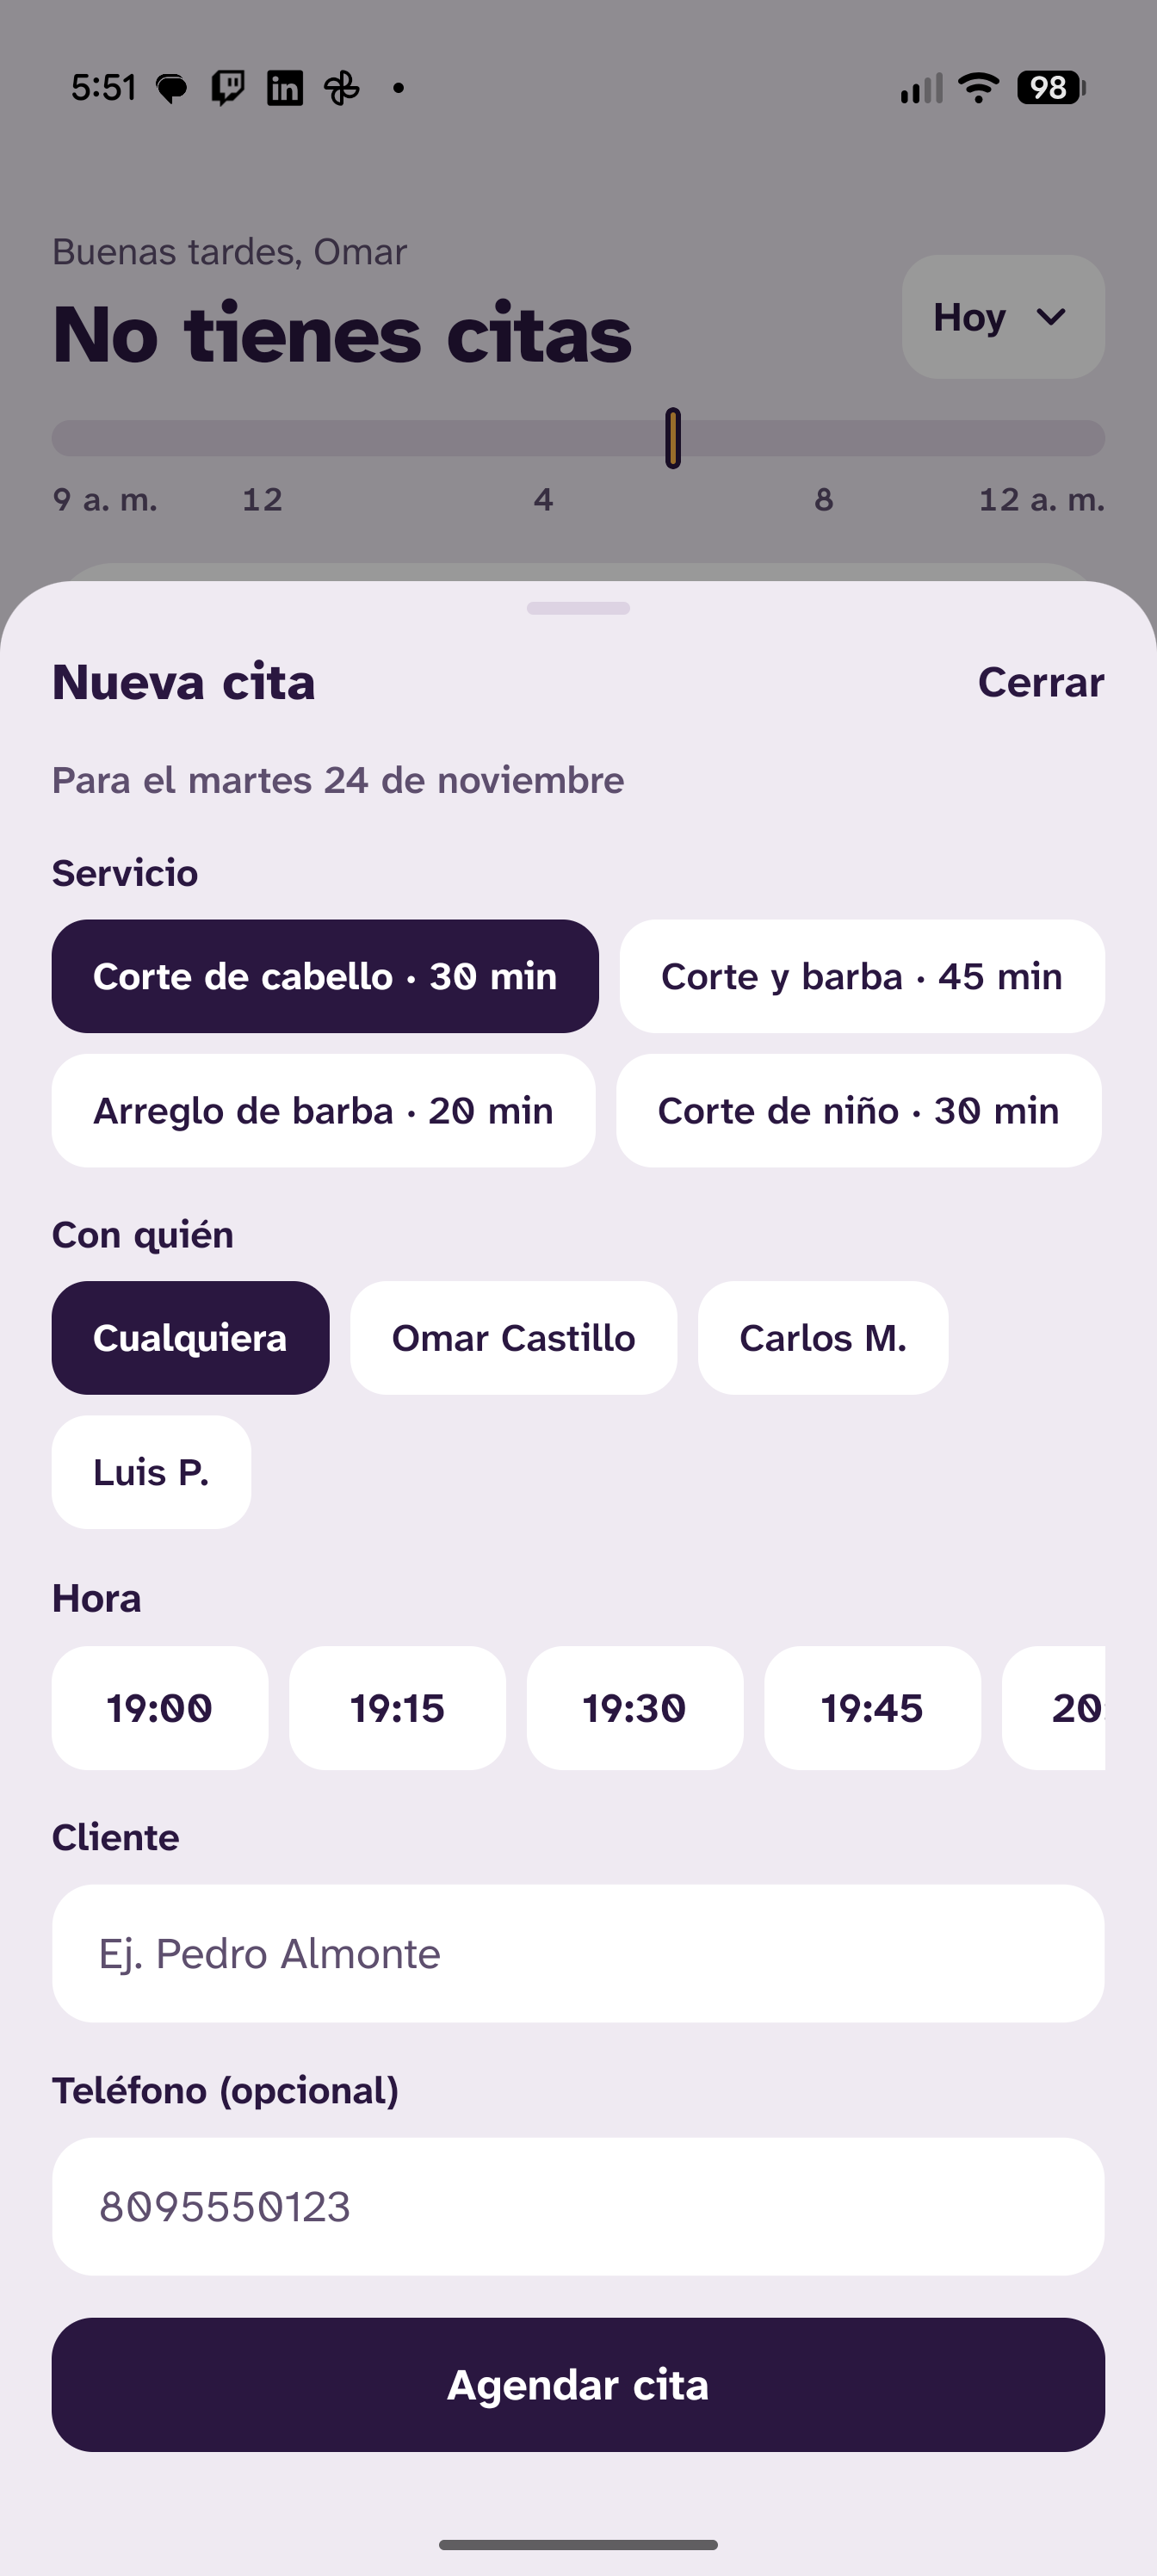 5:51
98
Buenas tardes, Omar
No tienes citas
Hoy
9 a. m. 12 4 8 12 a. m.
Nueva cita
Cerrar
Para el martes 24 de noviembre
Servicio
Corte de cabello · 30 min
Corte y barba · 45 min
Arreglo de barba · 20 min
Corte de niño · 30 min
Con quién
Cualquiera
Omar Castillo
Carlos M.
Luis P.
Hora
19:00 19:15 19:30 19:45 20
Cliente
Ej. Pedro Almonte
Teléfono (opcional)
8095550123
Agendar cita